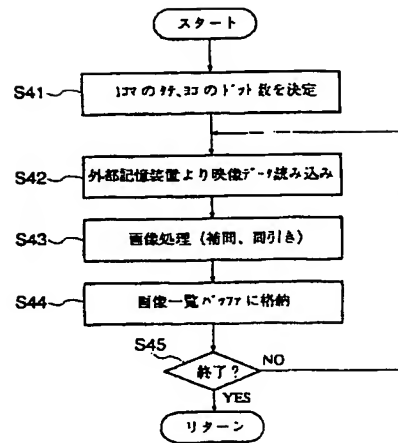 スタート
S41
1コマのタテ、ヨコのドット数を決定
S42
外部記憶装置より映像データ読み込み
S43
画像処理(補間、間引き)
S44
画像一覧バッファに格納
S45
終了?
NO
YES
リターン